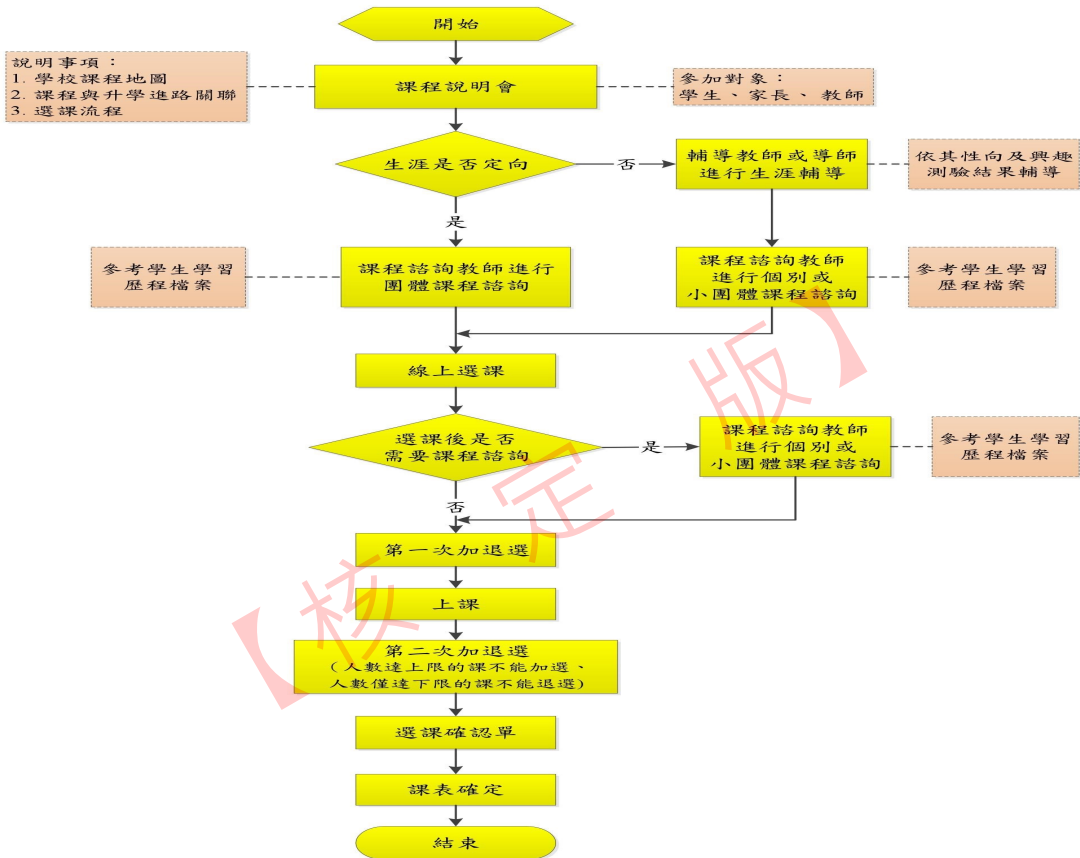 開始
說明事項：
1. 學校課程地圖
2. 課程與升學進路關聯
3. 選課流程
課程說明會
參加對象：
學生、家長、教師
生涯是否定向
否
輔導教師或導師
進行生涯輔導
依其性向及興趣
測驗結果輔導
是
參考學生學習
歷程檔案
課程諮詢教師進行
團體課程諮詢
課程諮詢教師
進行個別或
小團體課程諮詢
參考學生學習
歷程檔案
線上選課
選課後是否
需要課程諮詢
是
課程諮詢教師
進行個別或
小團體課程諮詢
參考學生學習
歷程檔案
否
第一次加退選
上課
第二次加退選
(人數達上限的課不能加選、
人數僅達下限的課不能退選)
選課確認單
課表確定
結束
【核定版】